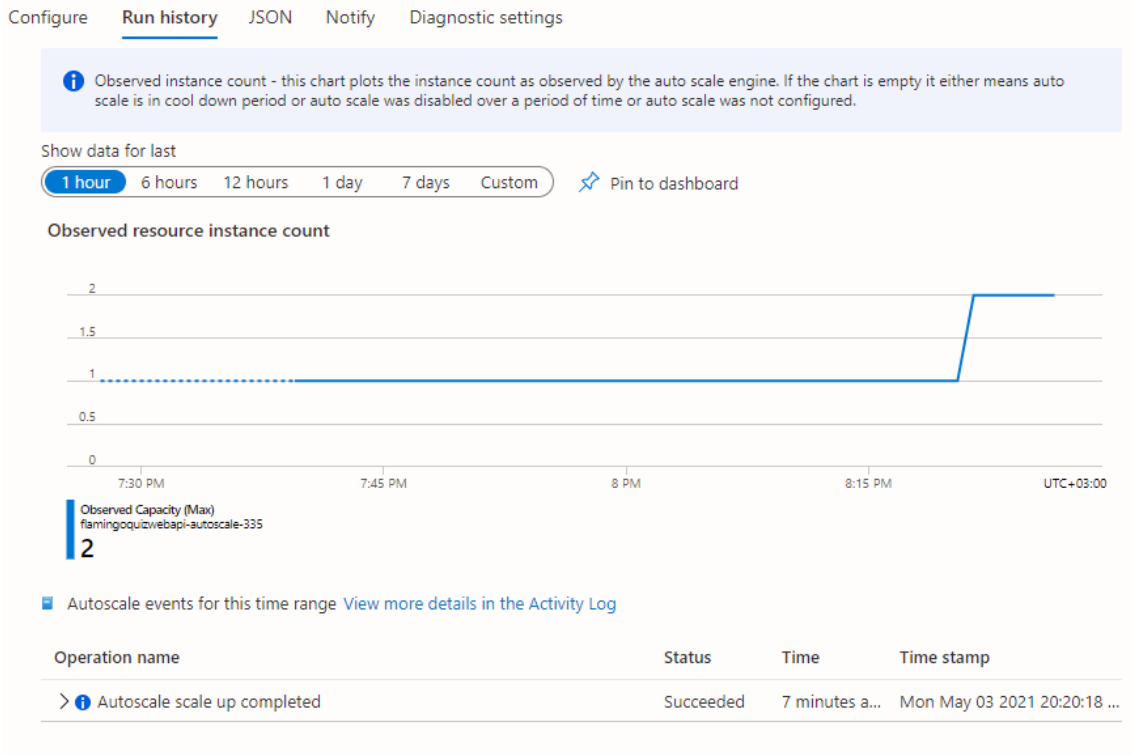 Configure Run history JSON Notify Diagnostic settings
Observed instance count - this chart plots the instance count as observed by the auto scale engine. If the chart is empty it either means auto
scale is in cool down period or auto scale was disabled over a period of time or auto scale was not configured.
Show data for last
1 hour 6 hours 12 hours 1 day 7 days Custom Pin to dashboard
Observed resource instance count
2
1.5
1
0.5
0
7:30 PM 7:45 PM 8 PM 8:15 PM UTC+03:00
Observed Capacity (Max)
flamingoquizwebapi-autoscale-335
2
Autoscale events for this time range View more details in the Activity Log
Operation name Status Time Time stamp
Autoscale scale up completed Succeeded 7 minutes a... Mon May 03 2021 20:20:18 ...